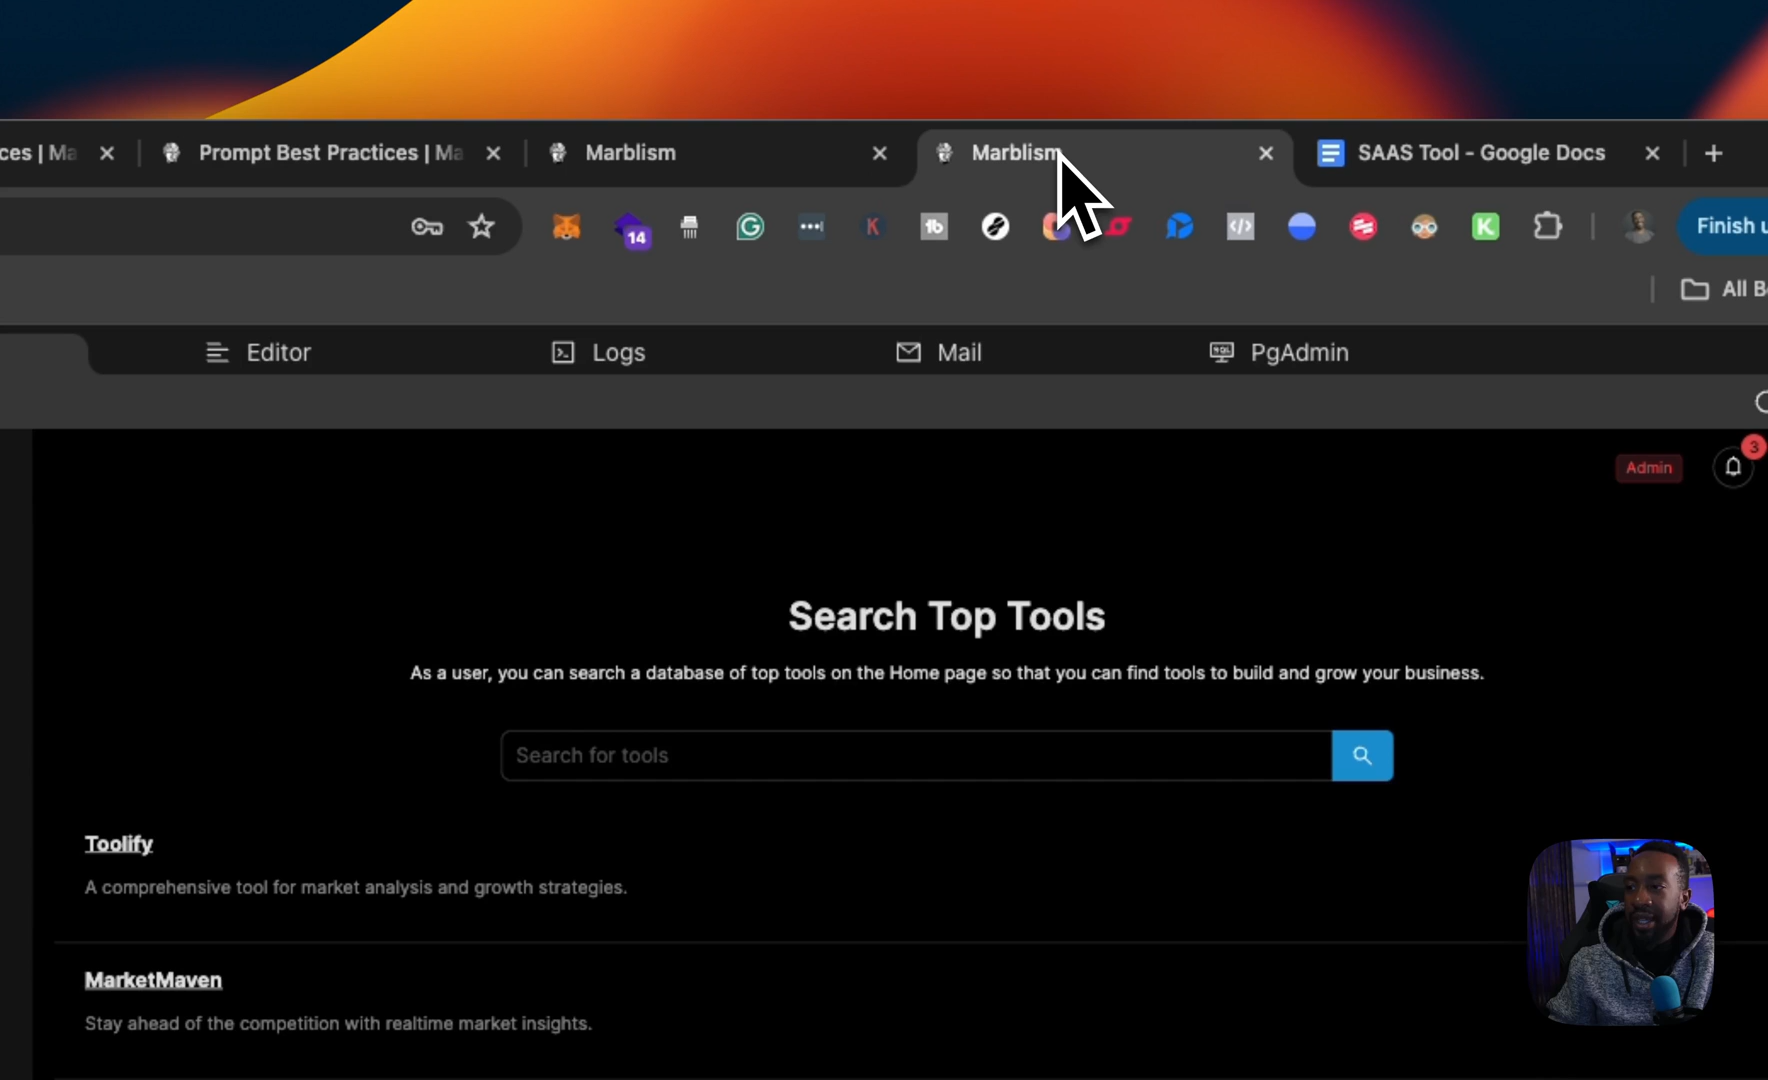 ces | Ma
Prompt Best Practices | Ma
Marblism
Marblism
SAAS Tool - Google Docs
14
Finish u
All B
Editor
Logs
Mail
PgAdmin
Admin
3
Search Top Tools
As a user, you can search a database of top tools on the Home page so that you can find tools to build and grow your business.
Search for tools
Toolify
A comprehensive tool for market analysis and growth strategies.
MarketMaven
Stay ahead of the competition with realtime market insights.